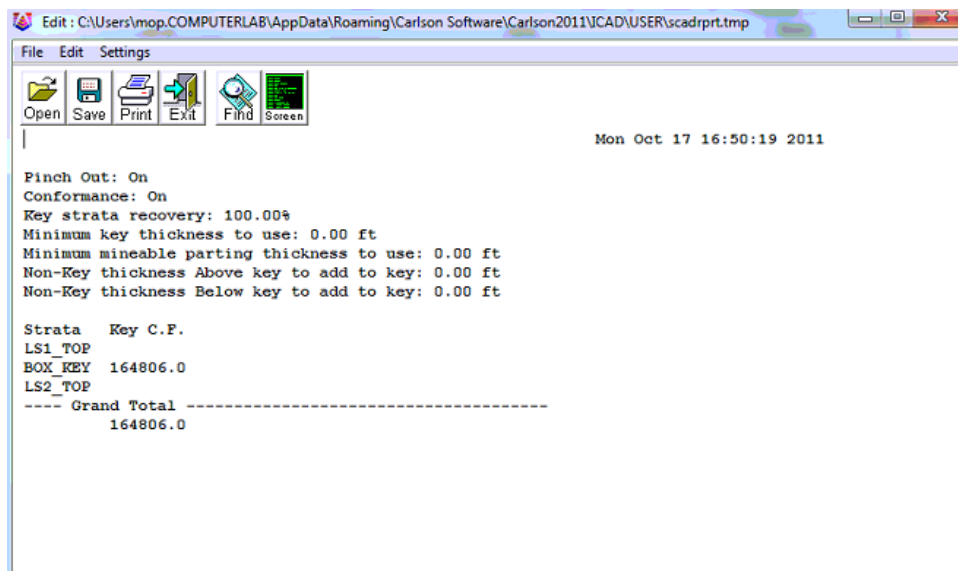 Edit : C:\Users\mop.COMPUTERLAB\AppData\Roaming\Carlson Software\Carlson2011\ICAD\USER\scadrprt.tmp
File Edit Settings
Open Save Print Exit Find Screen
Mon Oct 17 16:50:19 2011
Pinch Out: On
Conformance: On
Key strata recovery: 100.00%
Minimum key thickness to use: 0.00 ft
Minimum mineable parting thickness to use: 0.00 ft
Non-Key thickness Above key to add to key: 0.00 ft
Non-Key thickness Below key to add to key: 0.00 ft
Strata Key C.F.
LS1_TOP
BOX_KEY 164806.0
LS2_TOP
---- Grand Total --------------------------------------
164806.0